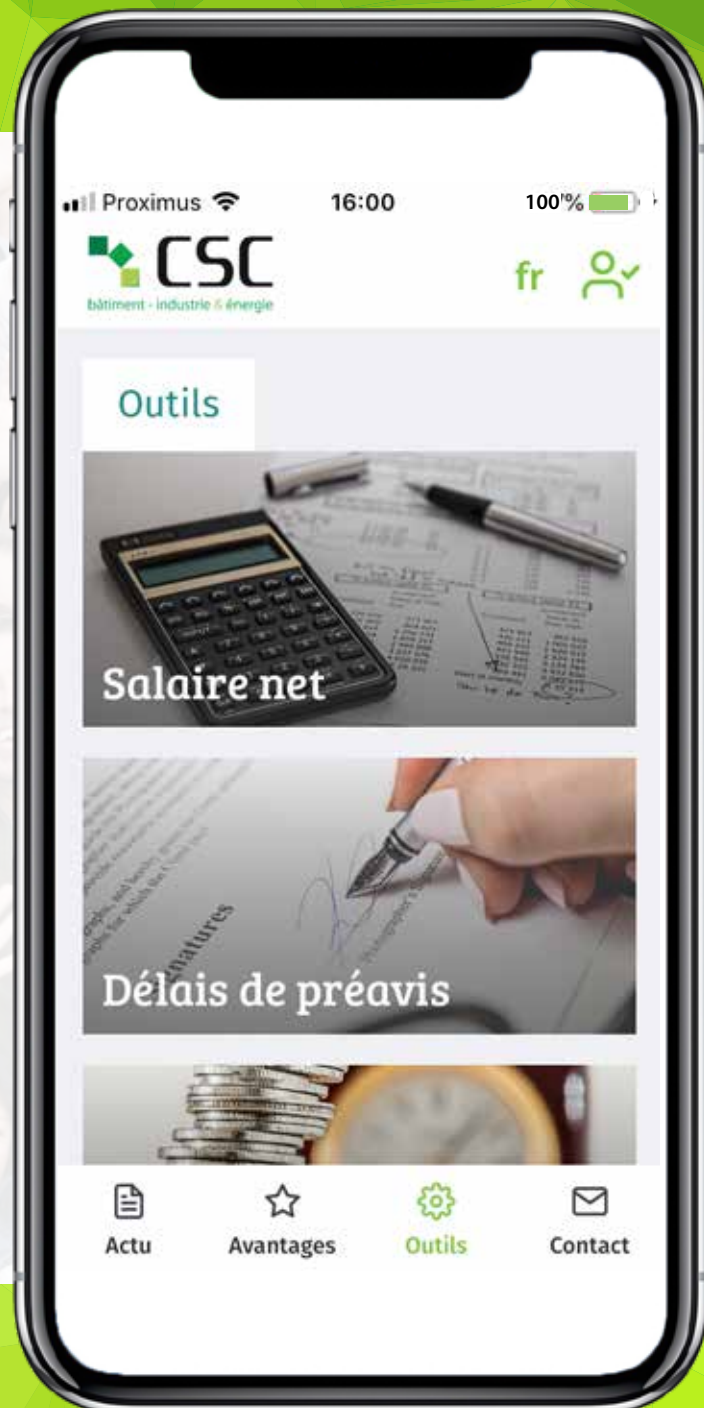 Proximus 16:00 100'%
CSC
bâtiment - industrie & énergie
fr
Outils
Salaire net
Signatures
Délais de préavis
Actu Avantages Outils Contact